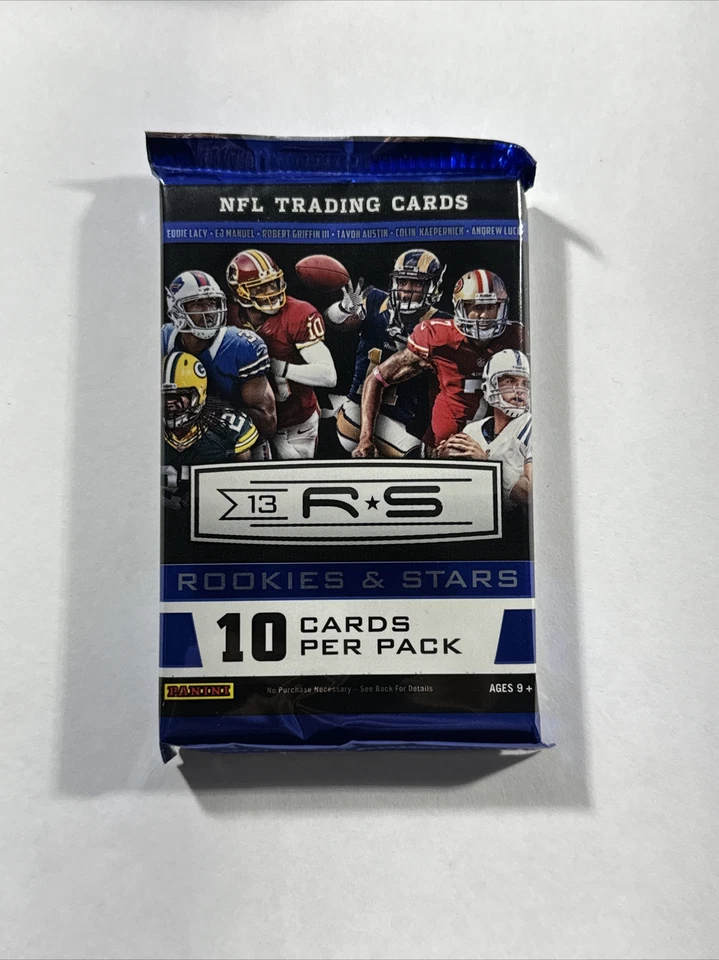 NFL TRADING CARDS
EDDIE LACY • EJ MANUEL • ROBERT GRIFFIN III • TAVON AUSTIN • COLIN KAEPERNICK • ANDREW LUCK
10
13 R★S
ROOKIES & STARS
10 CARDS
PER PACK
PANINI
No Purchase Necessary - See Back For Details
AGES 9 +